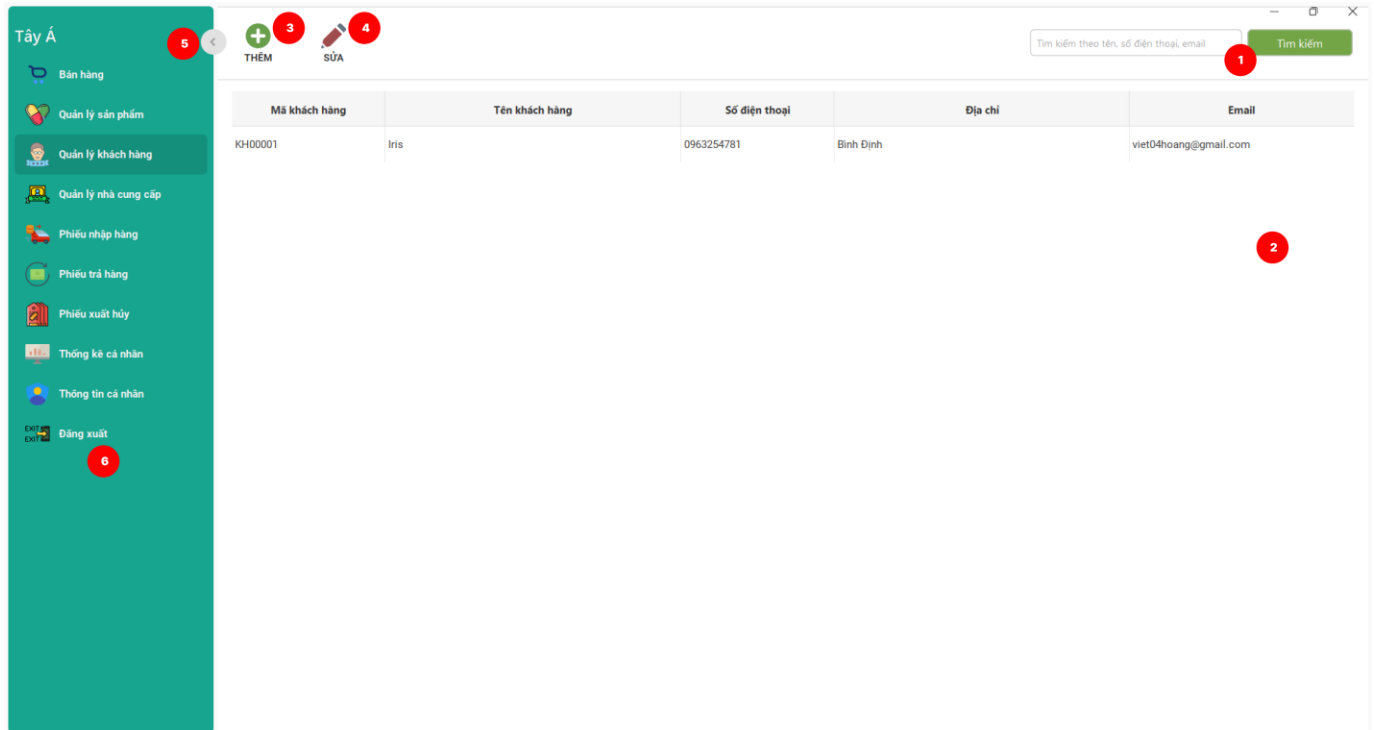 Tây Á
5
Bán hàng
Quản lý sản phẩm
Quản lý khách hàng
Quản lý nhà cung cấp
Phiếu nhập hàng
Phiếu trả hàng
Phiếu xuất hủy
Thống kê cá nhân
Thông tin cá nhân
EXIT
EXIT
Đăng xuất
6
3
4
THÊM
SỬA
Tìm kiếm theo tên, số điện thoại, email
1
Tìm kiếm
Mã khách hàng Tên khách hàng Số điện thoại Địa chỉ Email
KH00001 Iris 0963254781 Bình Định viet04hoang@gmail.com
2